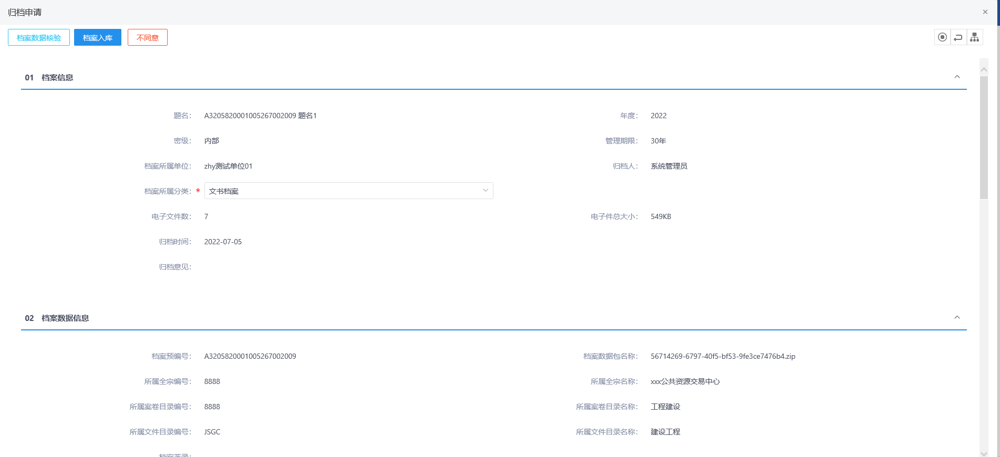 归档申请
档案数据核验 档案入库 不同意
01 档案信息
题名： A3205820001005267002009 题名1 年度： 2022
密级： 内部 管理期限： 30年
档案所属单位： zhy测试单位01 归档人： 系统管理员
档案所属分类： * 文书档案
电子文件数： 7 电子件总大小： 549KB
归档时间： 2022-07-05
归档意见：
02 档案数据信息
档案预编号： A3205820001005267002009 档案数据包名称： 56714269-6797-40f5-bf53-9fe3ce7476b4.zip
所属全宗编号： 8888 所属全宗名称： xxx公共资源交易中心
所属案卷目录编号： 8888 所属案卷目录名称： 工程建设
所属文件目录编号： JSGC 所属文件目录名称： 建设工程